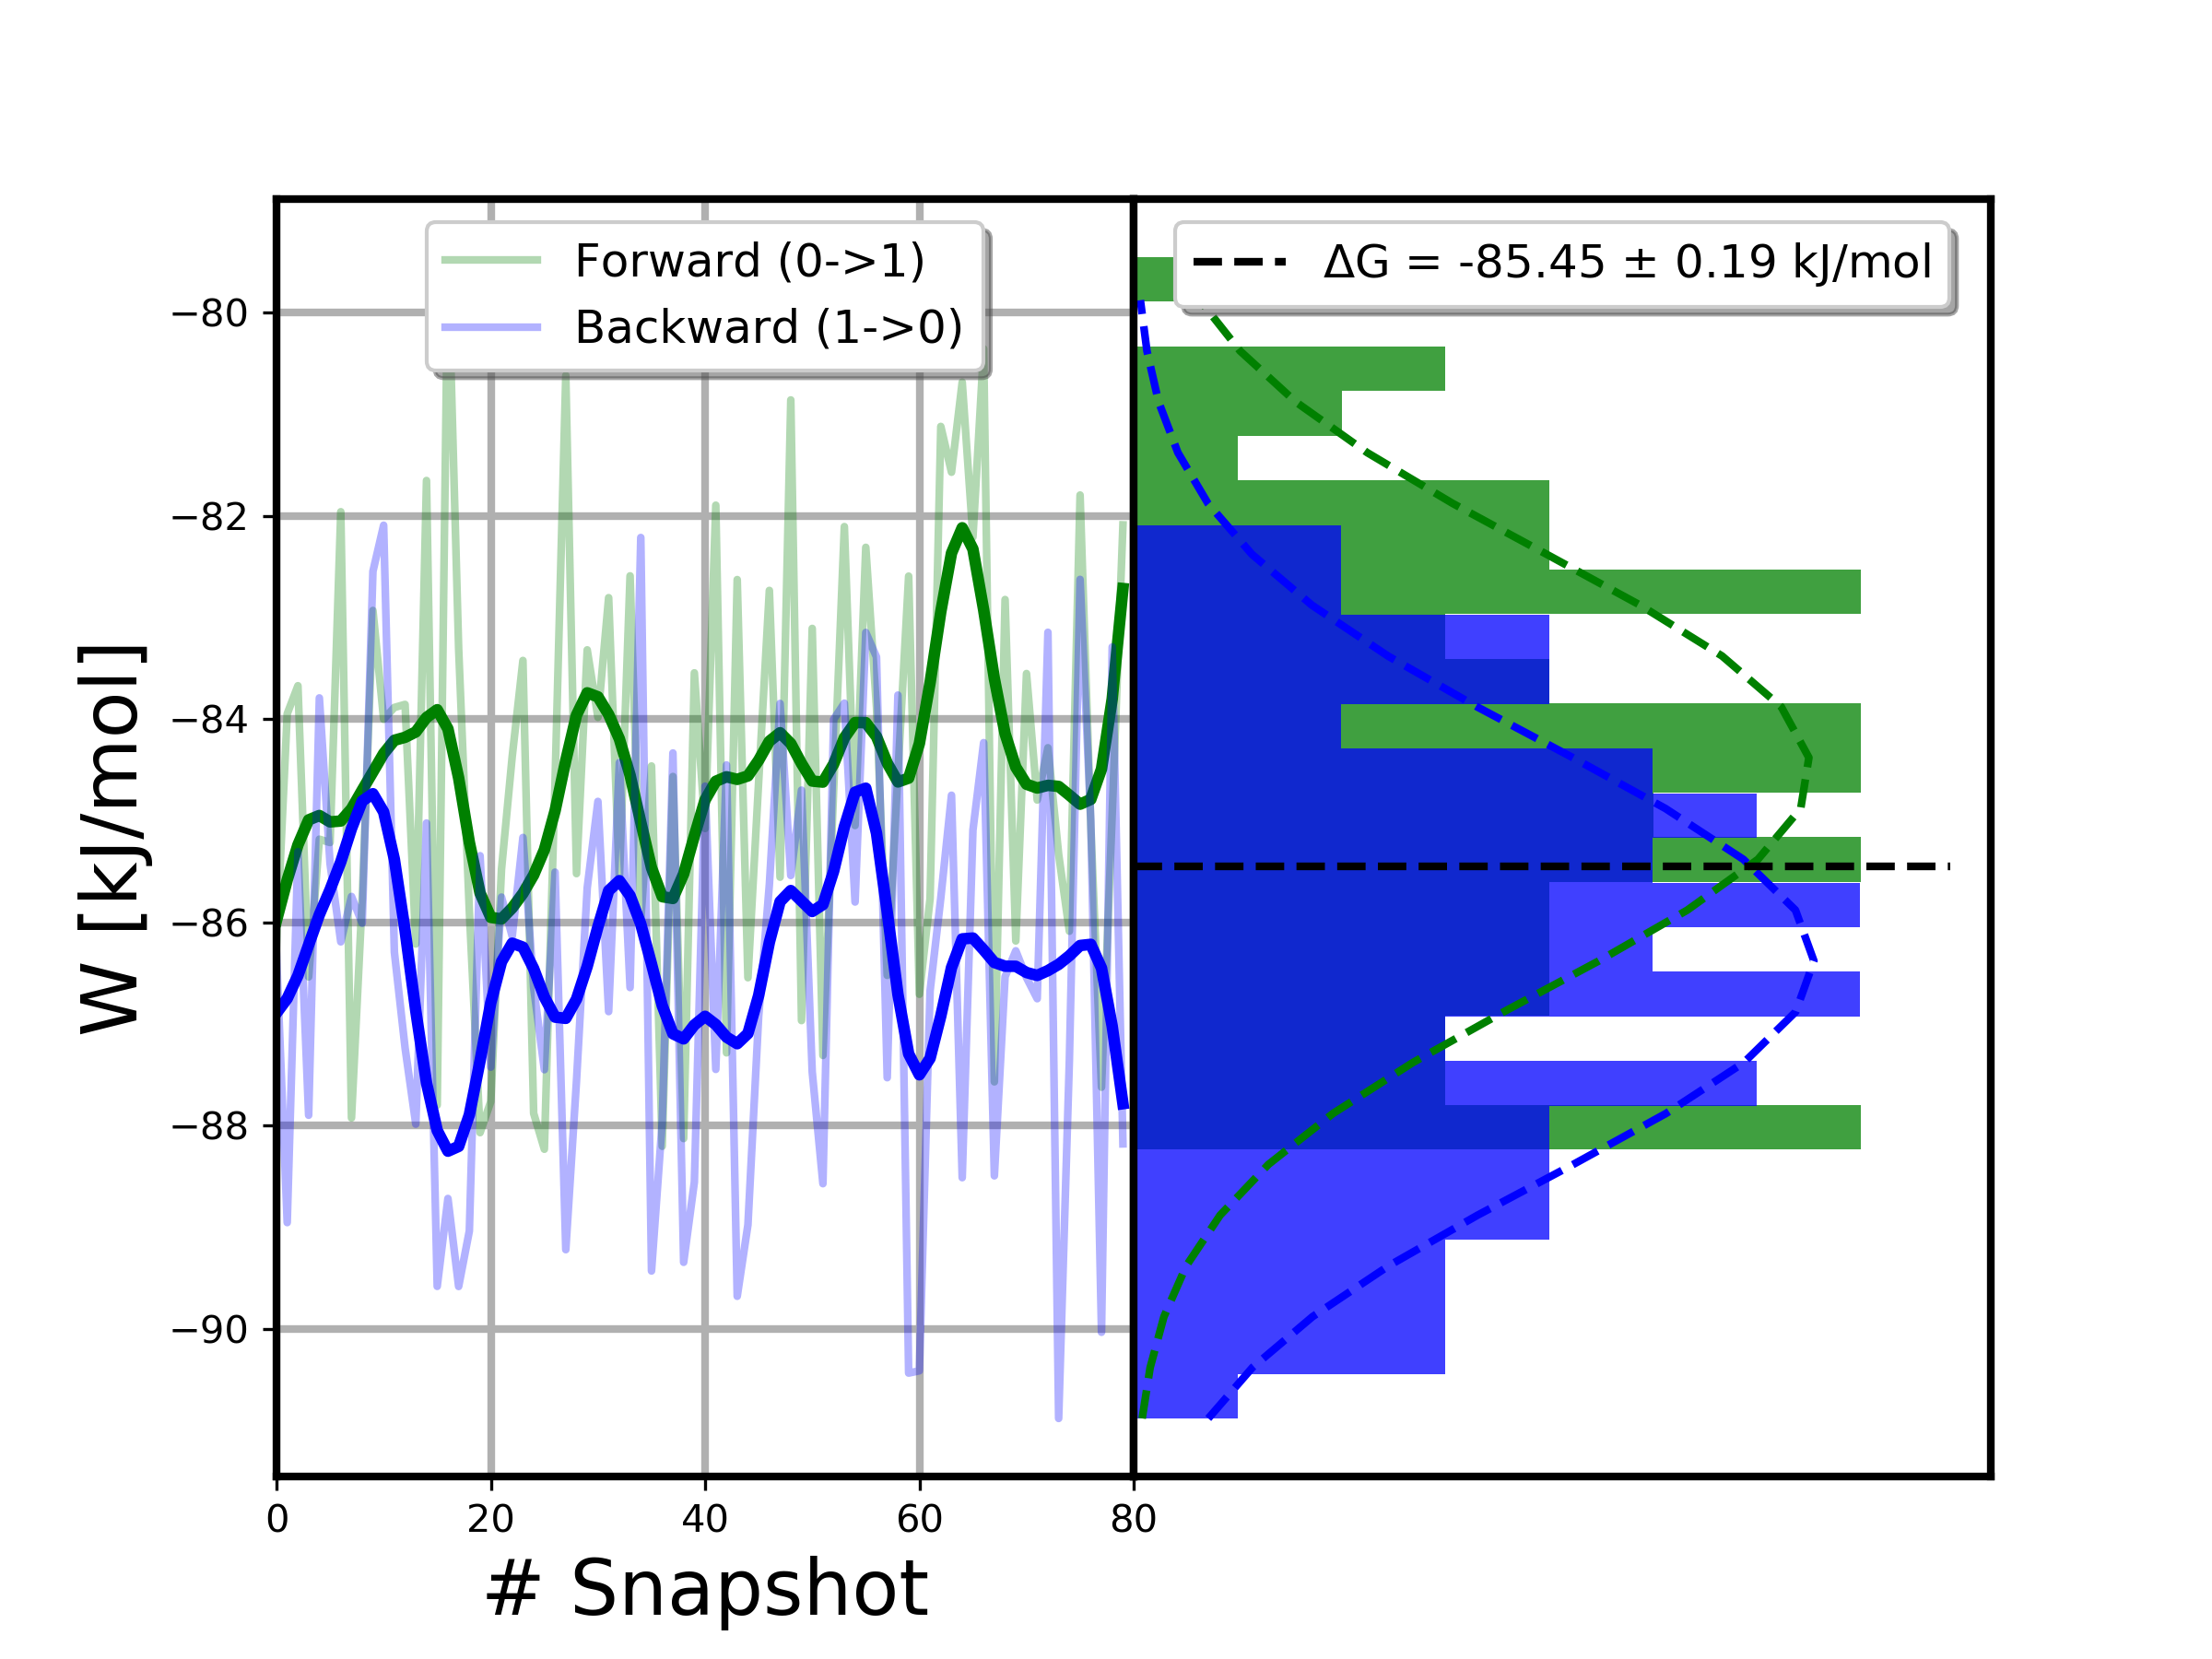 Forward (0->1)
Backward (1->0)
ΔG = -85.45 ± 0.19 kJ/mol
W [kJ/mol]
−80
−82
−84
−86
−88
−90
0 20 40 60 80
# Snapshot